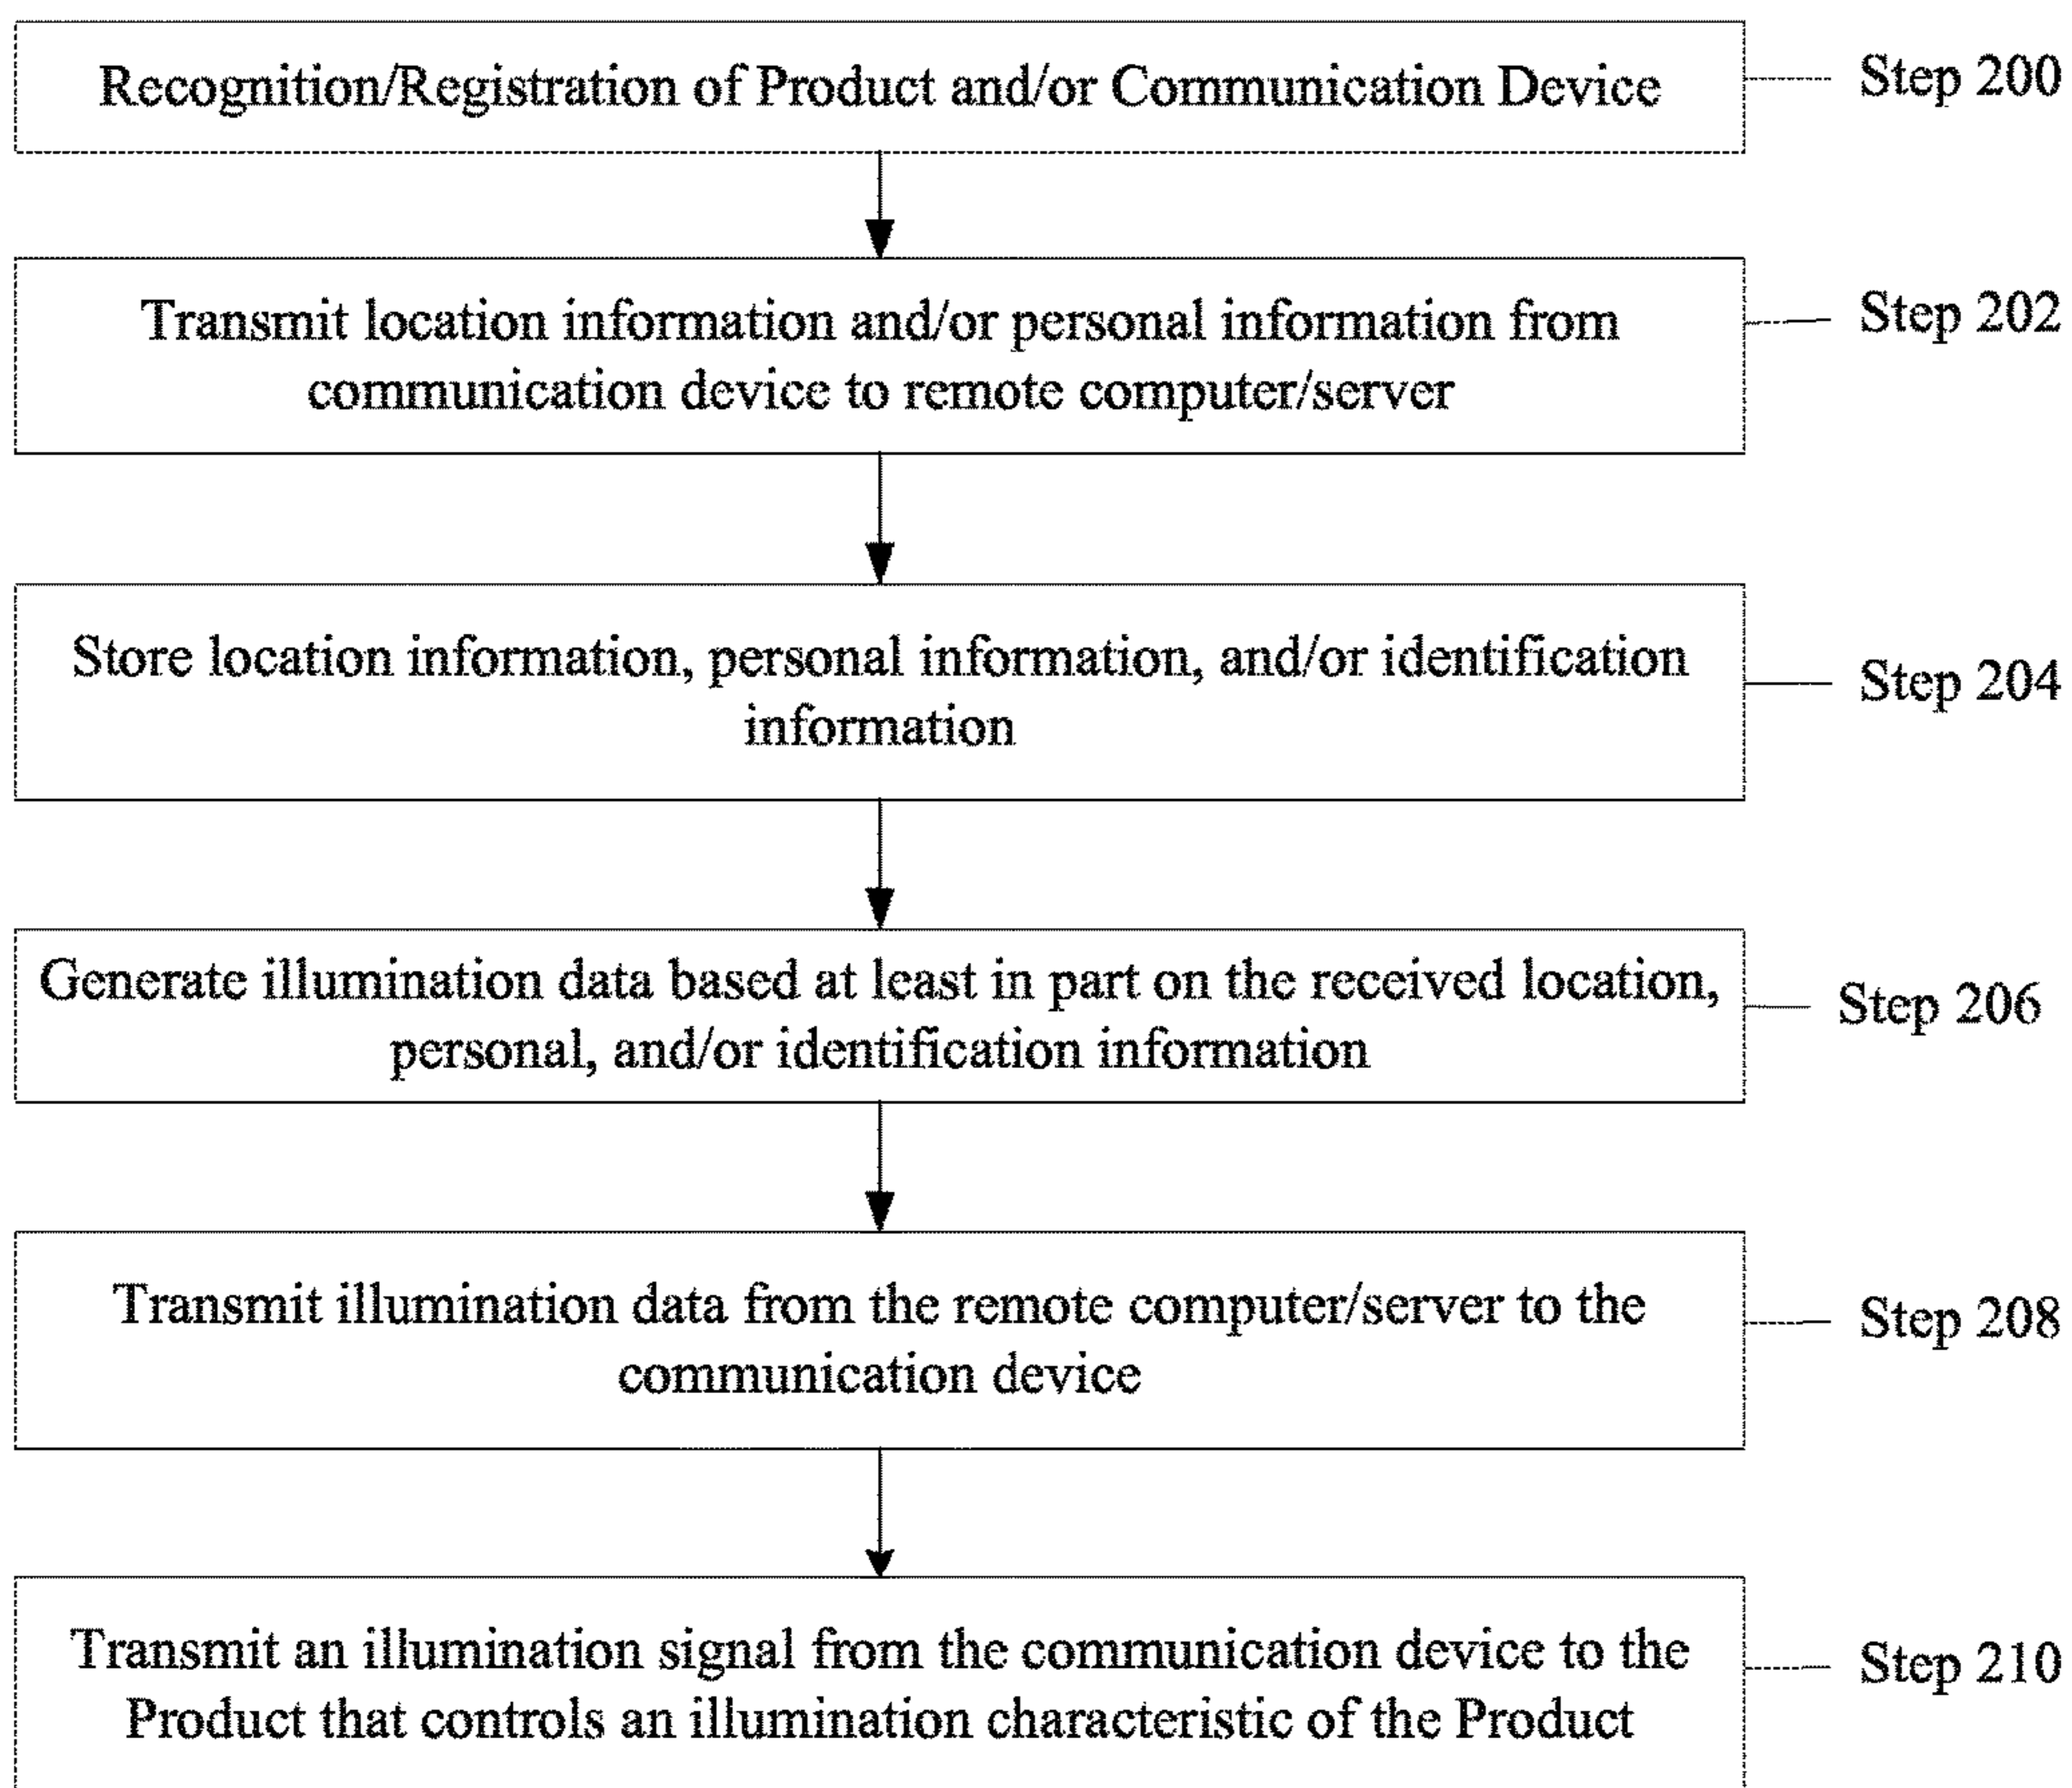 Recognition/Registration of Product and/or Communication Device
Step 200
Transmit location information and/or personal information from
communication device to remote computer/server
Step 202
Store location information, personal information, and/or identification
information
Step 204
Generate illumination data based at least in part on the received location,
personal, and/or identification information
Step 206
Transmit illumination data from the remote computer/server to the
communication device
Step 208
Transmit an illumination signal from the communication device to the
Product that controls an illumination characteristic of the Product
Step 210